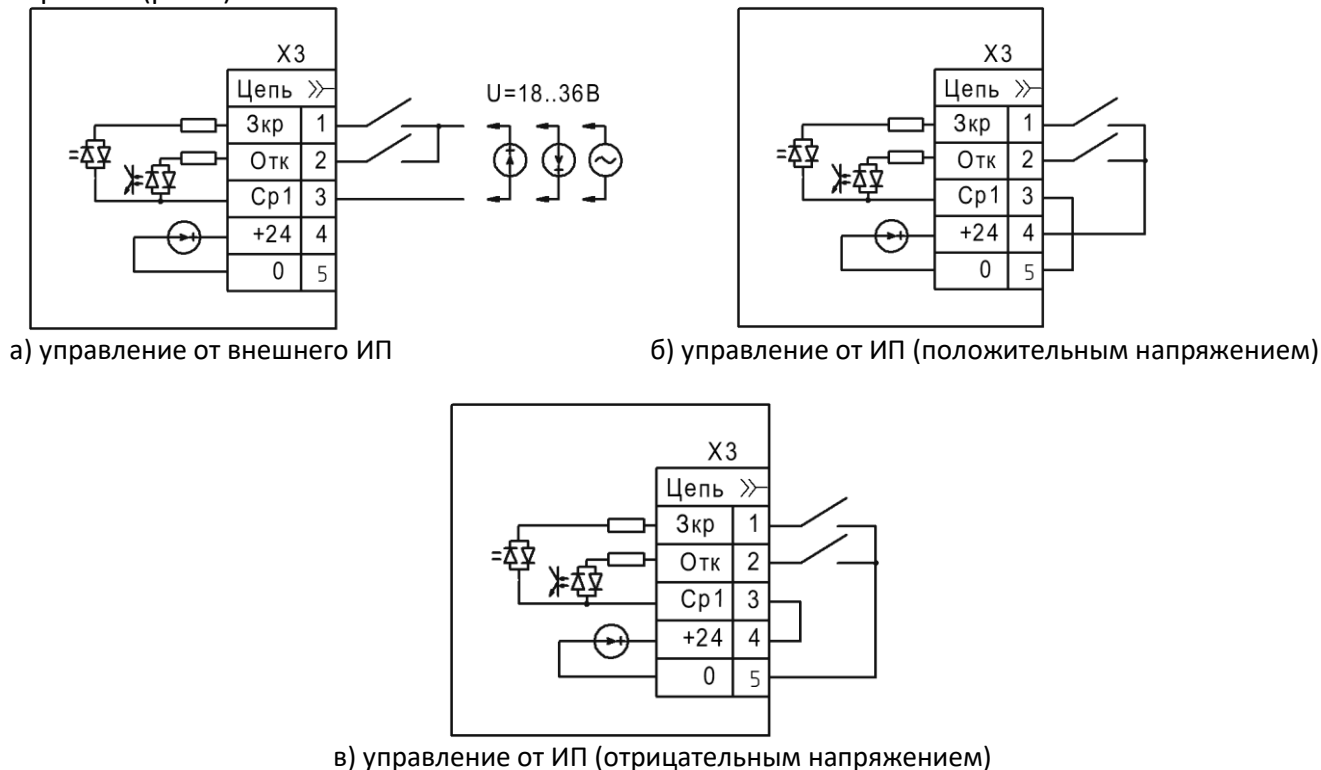 X3
Цепь
Зкр 1
Отк 2
Ср1 3
+24 4
0 5
U=18..36В
а) управление от внешнего ИП
X3
Цепь
Зкр 1
Отк 2
Ср1 3
+24 4
0 5
б) управление от ИП (положительным напряжением)
X3
Цепь
Зкр 1
Отк 2
Ср1 3
+24 4
0 5
в) управление от ИП (отрицательным напряжением)